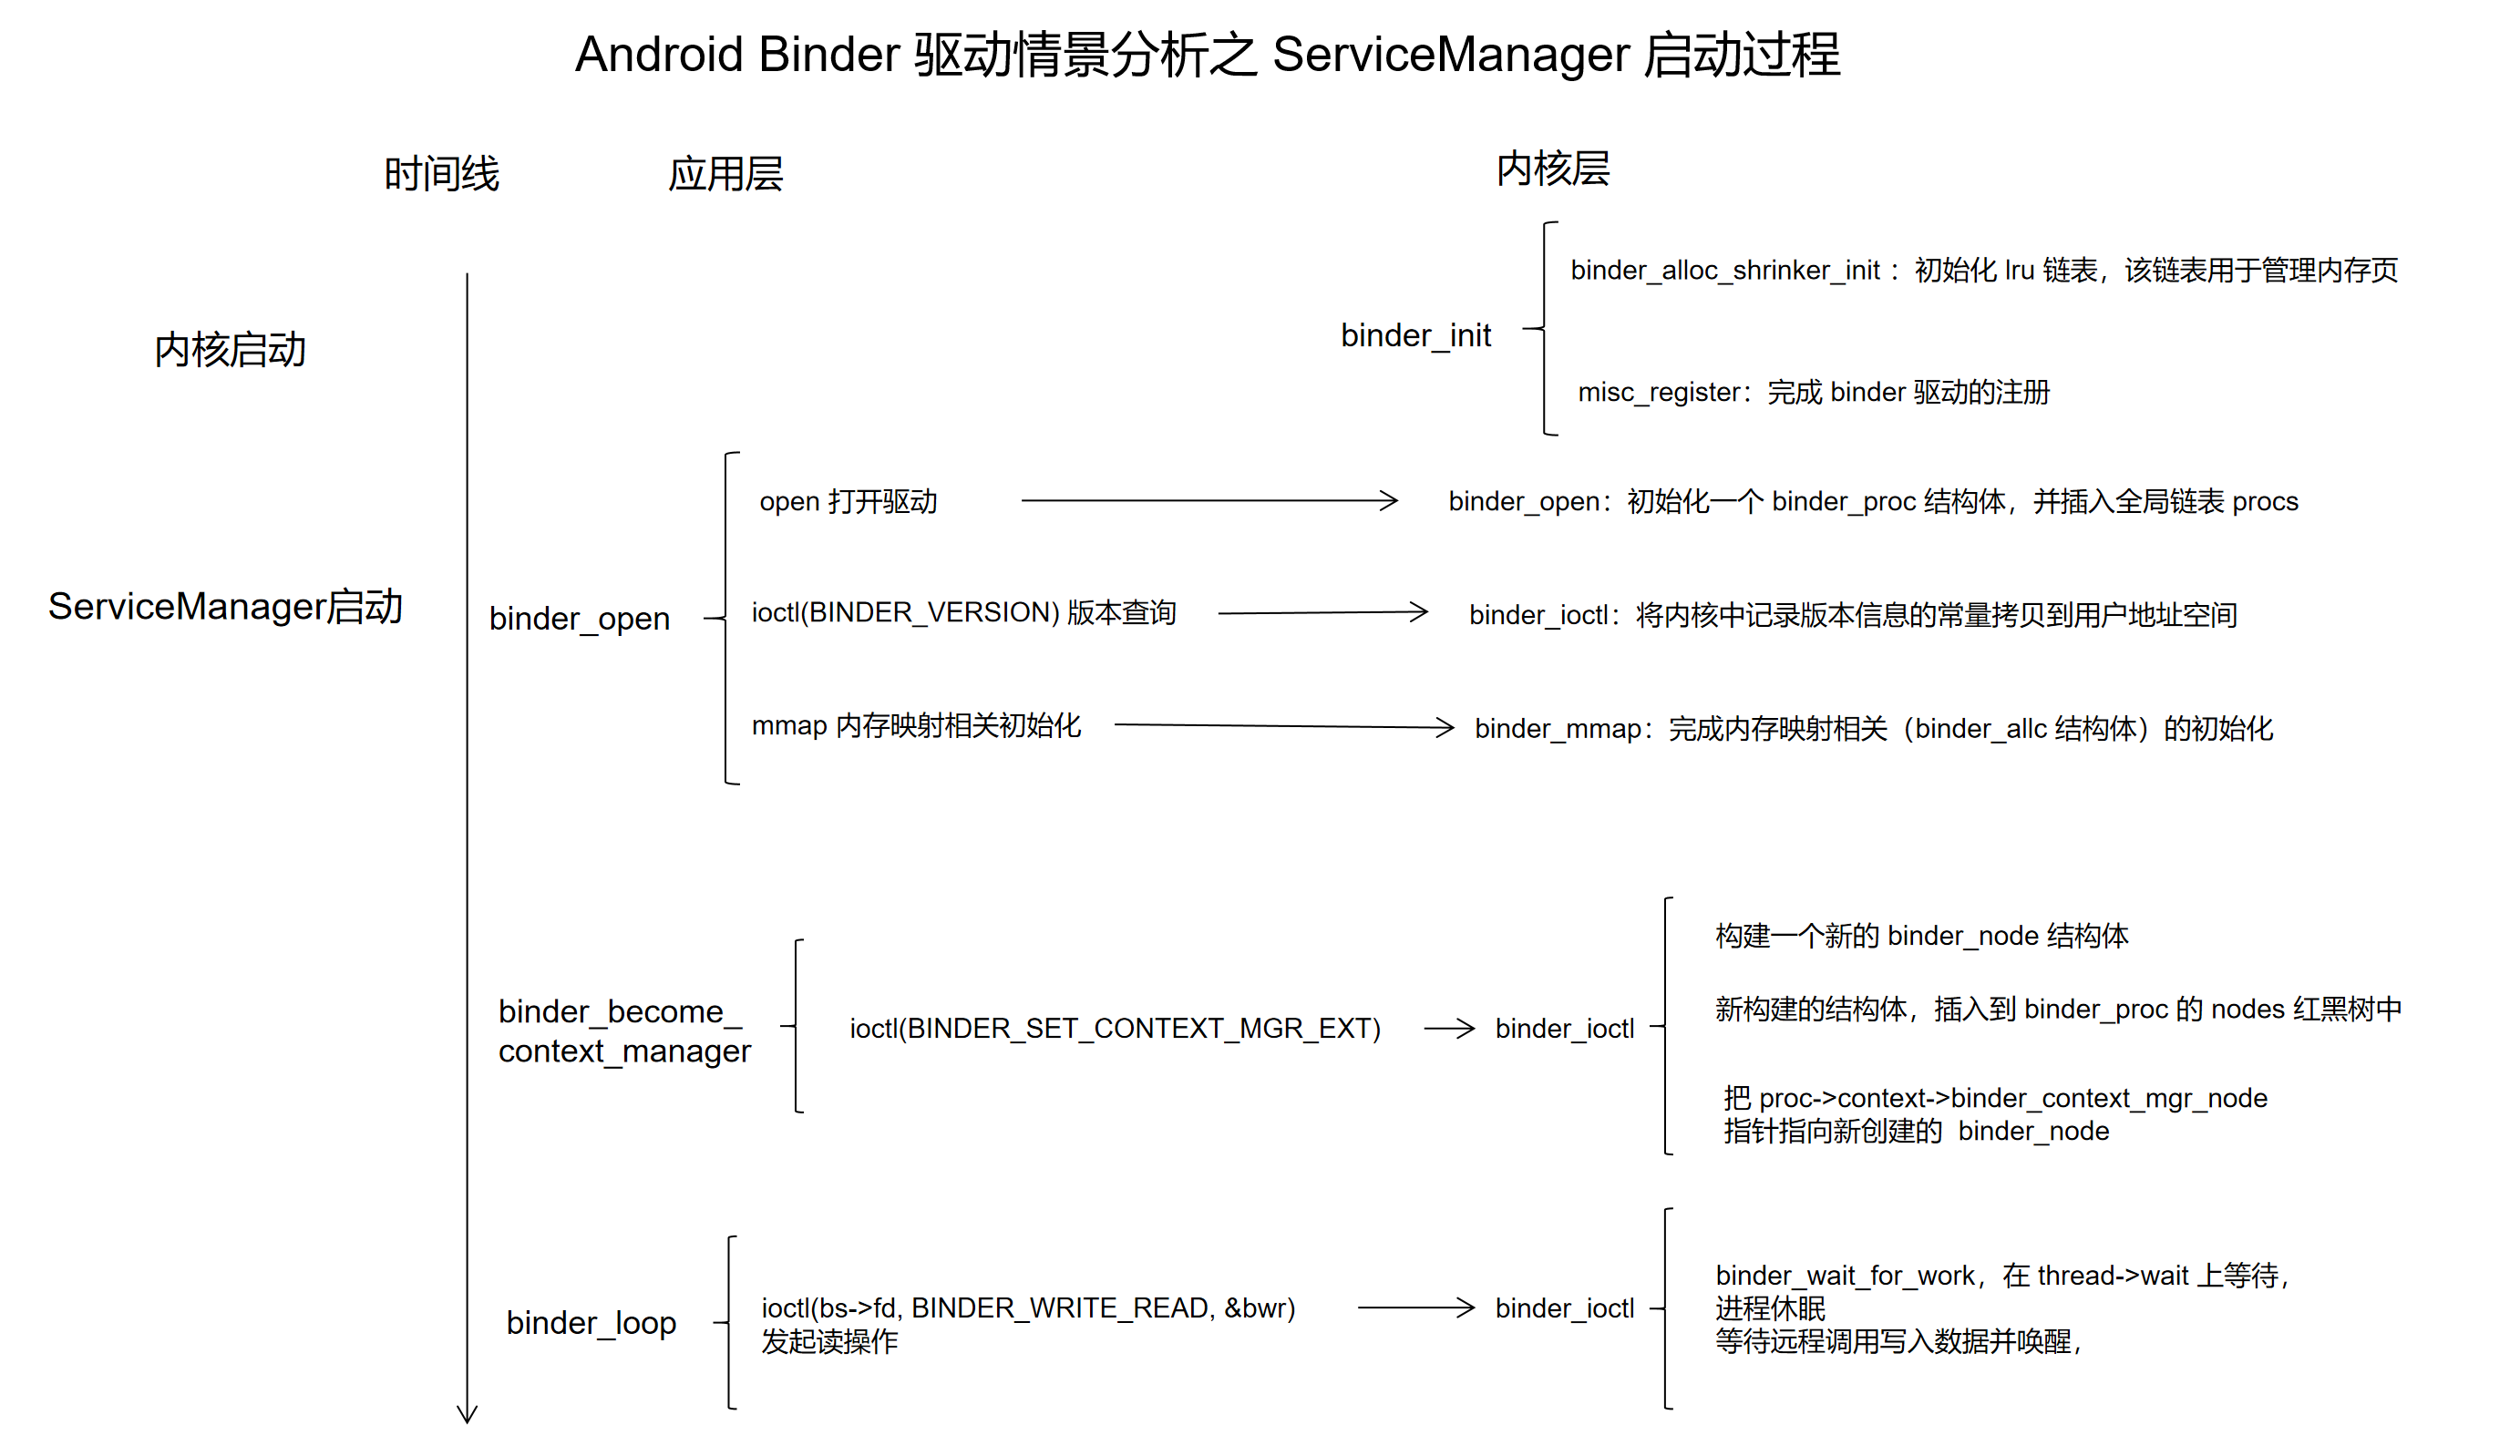 Android Binder 驱动情景分析之 ServiceManager 启动过程
时间线
应用层
内核层
内核启动
binder_init
binder_alloc_shrinker_init ：初始化 lru 链表，该链表用于管理内存页
misc_register：完成 binder 驱动的注册
ServiceManager启动
binder_open
open 打开驱动
binder_open：初始化一个 binder_proc 结构体，并插入全局链表 procs
ioctl(BINDER_VERSION) 版本查询
binder_ioctl：将内核中记录版本信息的常量拷贝到用户地址空间
mmap 内存映射相关初始化
binder_mmap：完成内存映射相关（binder_allc 结构体）的初始化
binder_become_
context_manager
ioctl(BINDER_SET_CONTEXT_MGR_EXT)
binder_ioctl
构建一个新的 binder_node 结构体
新构建的结构体，插入到 binder_proc 的 nodes 红黑树中
把 proc->context->binder_context_mgr_node
指针指向新创建的 binder_node
binder_loop
ioctl(bs->fd, BINDER_WRITE_READ, &bwr)
发起读操作
binder_ioctl
binder_wait_for_work，在 thread->wait 上等待，
进程休眠
等待远程调用写入数据并唤醒，